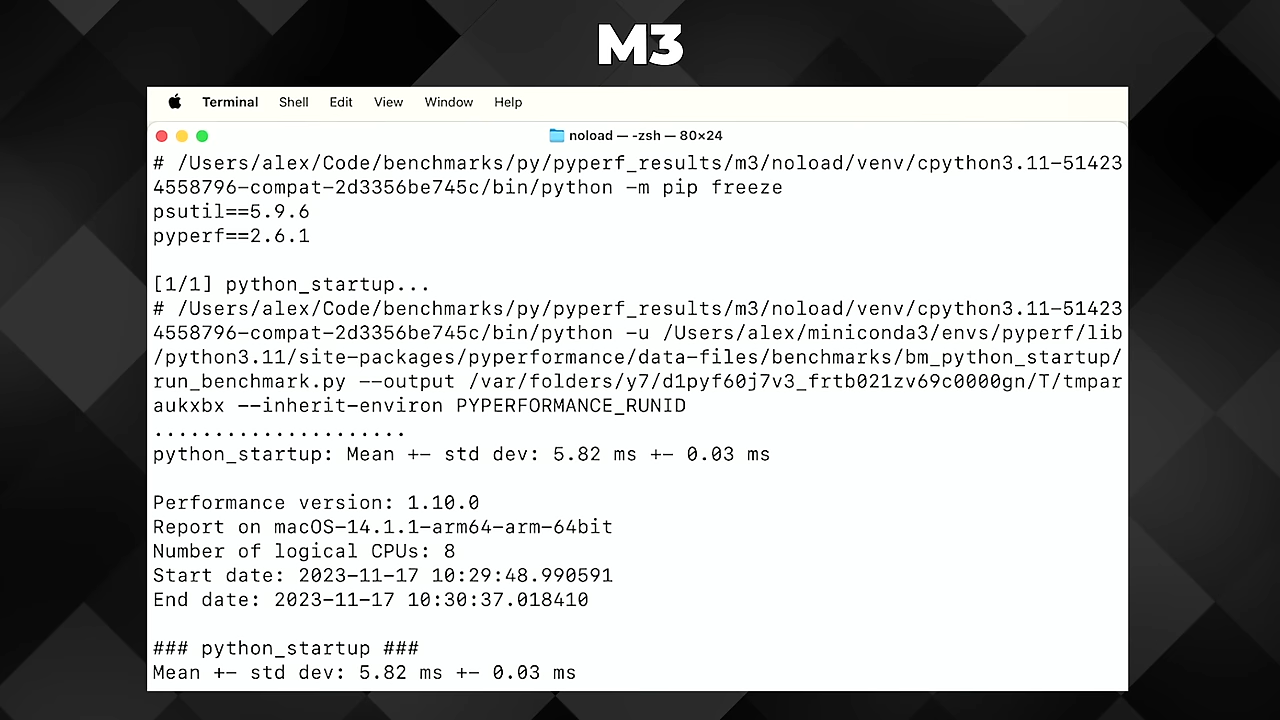 M3
Terminal Shell Edit View Window Help
noload — -zsh — 80×24
# /Users/alex/Code/benchmarks/py/pyperf_results/m3/noload/venv/cpython3.11-51423
4558796-compat-2d3356be745c/bin/python -m pip freeze
psutil==5.9.6
pyperf==2.6.1
[1/1] python_startup...
# /Users/alex/Code/benchmarks/py/pyperf_results/m3/noload/venv/cpython3.11-51423
4558796-compat-2d3356be745c/bin/python -u /Users/alex/miniconda3/envs/pyperf/lib
/python3.11/site-packages/pyperformance/data-files/benchmarks/bm_python_startup/
run_benchmark.py --output /var/folders/y7/d1pyf60j7v3_frtb021zv69c0000gn/T/tmpar
aukxbx --inherit-environ PYPERFORMANCE_RUNID
.....................
python_startup: Mean +- std dev: 5.82 ms +- 0.03 ms
Performance version: 1.10.0
Report on macOS-14.1.1-arm64-arm-64bit
Number of logical CPUs: 8
Start date: 2023-11-17 10:29:48.990591
End date: 2023-11-17 10:30:37.018410
### python_startup ###
Mean +- std dev: 5.82 ms +- 0.03 ms